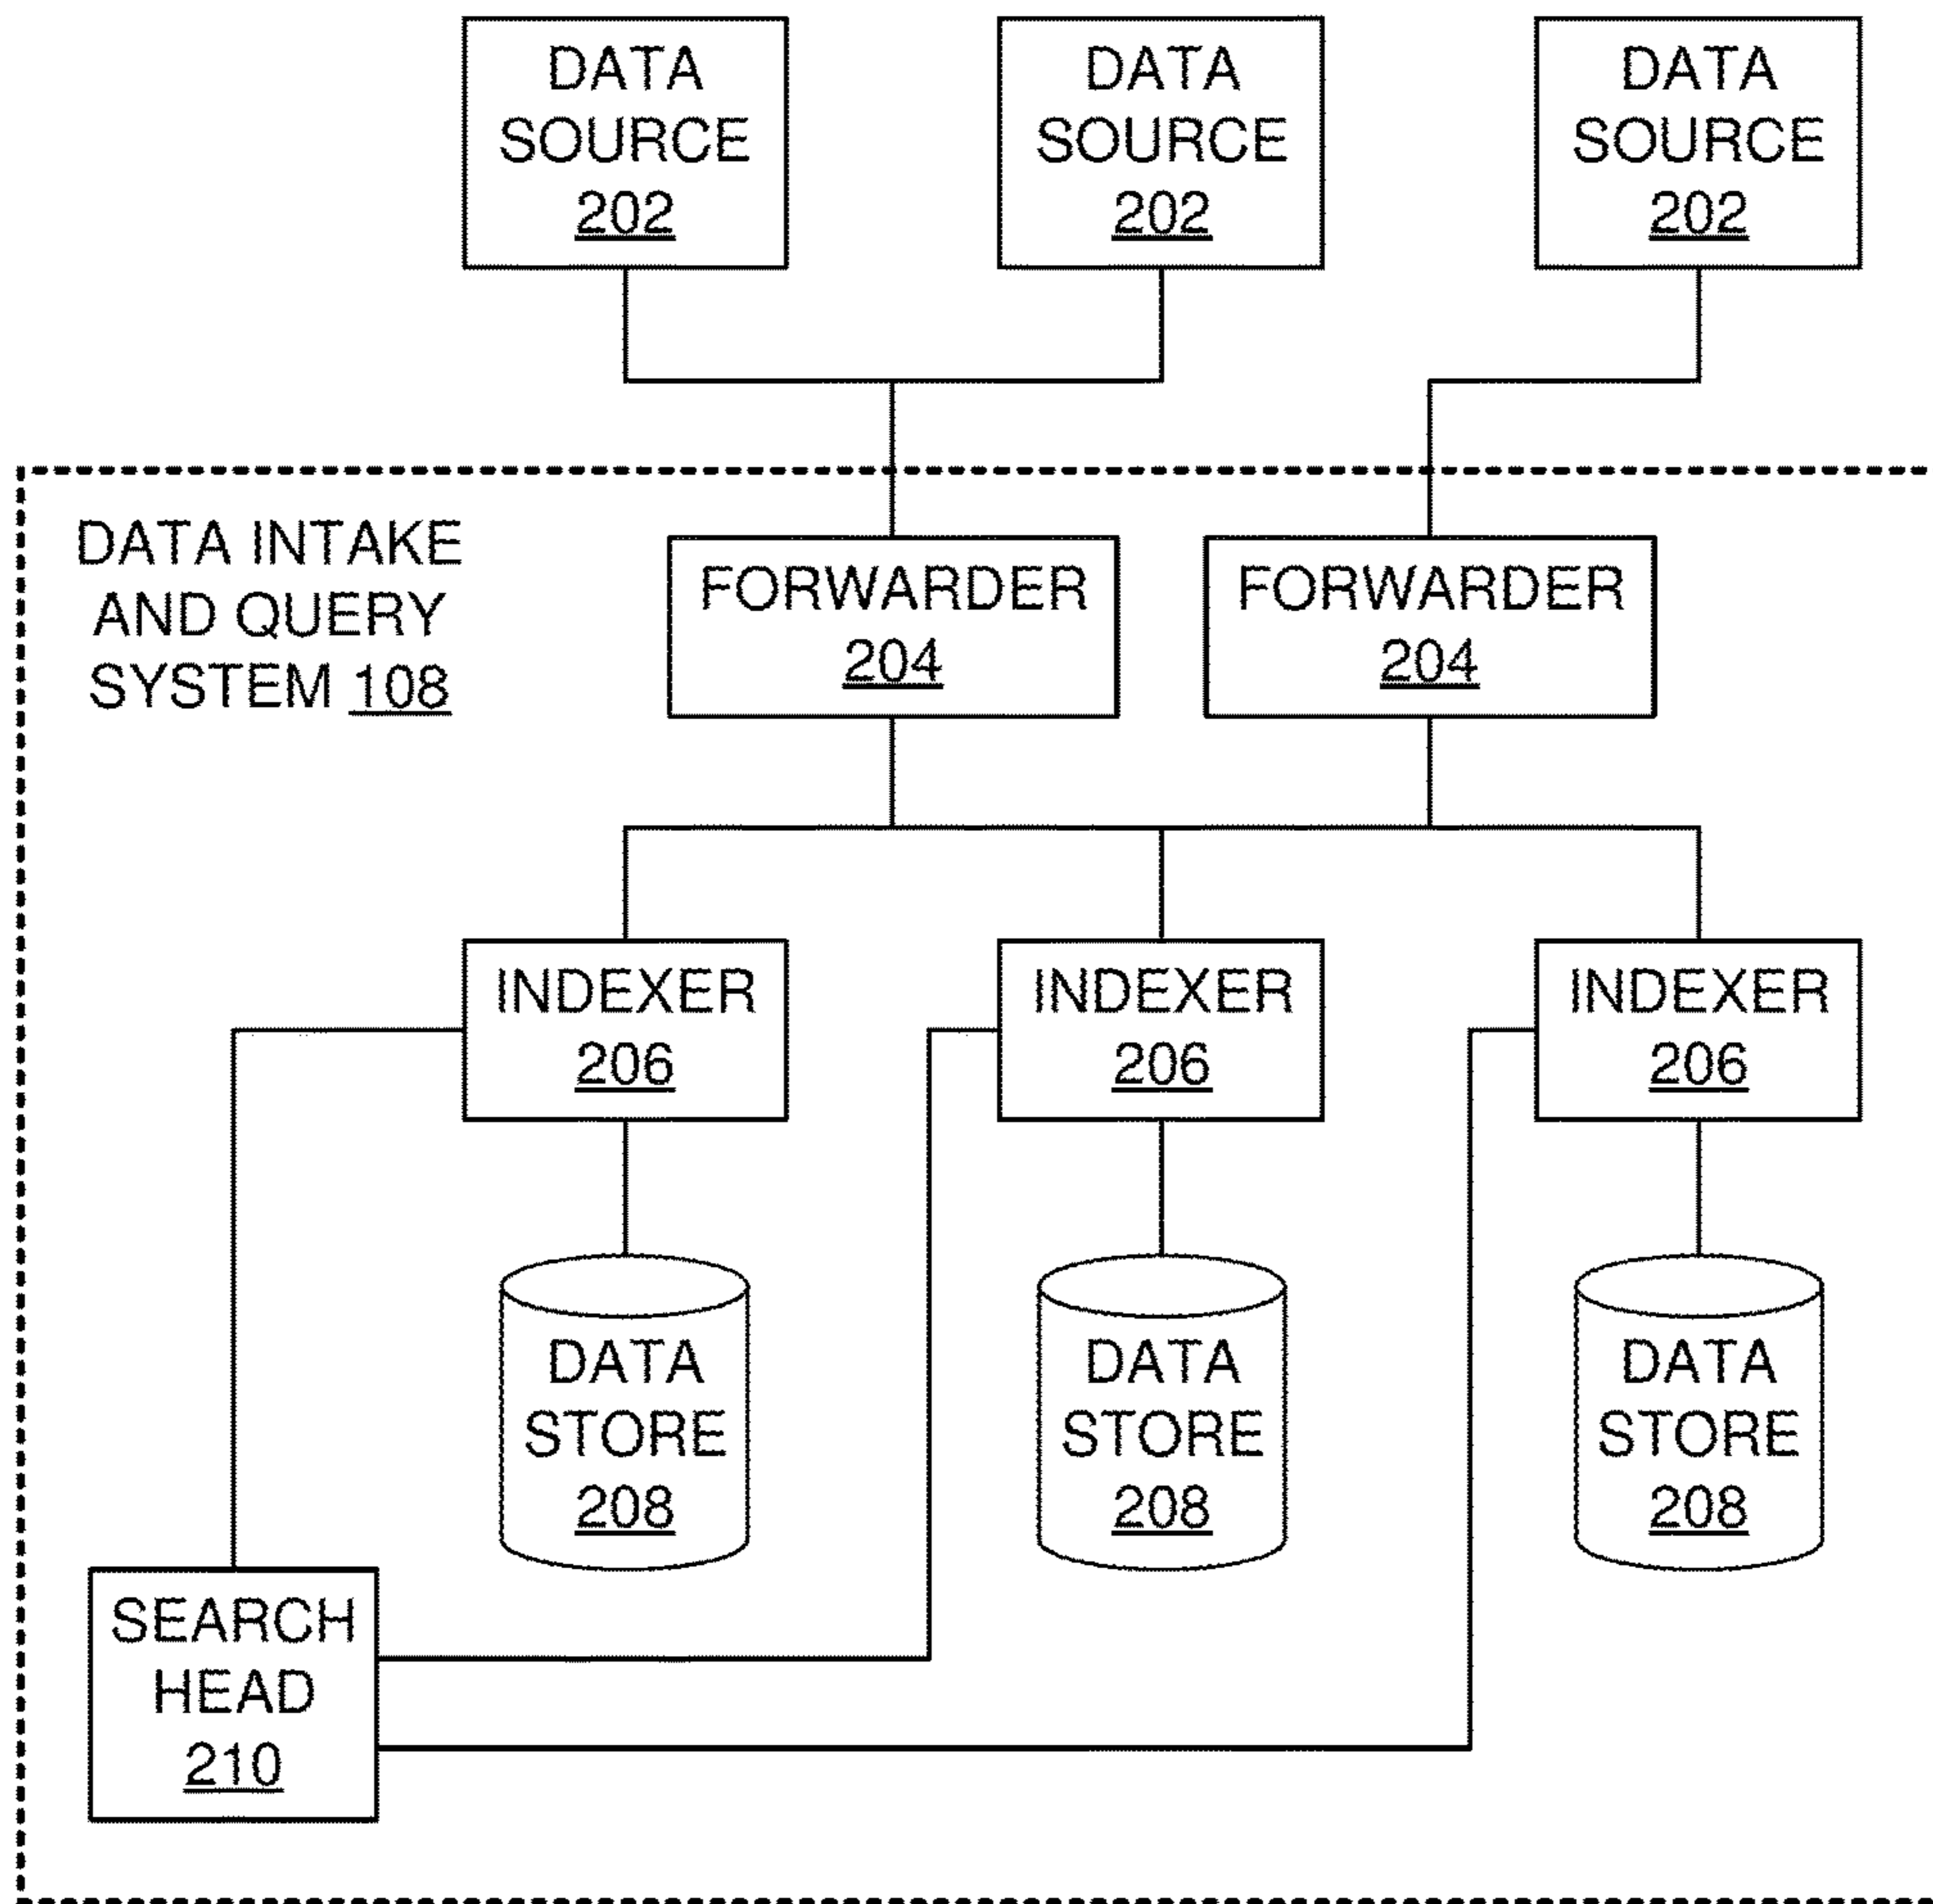 DATA
SOURCE
202
DATA
SOURCE
202
DATA
SOURCE
202
DATA INTAKE
AND QUERY
SYSTEM 108
FORWARDER
204
FORWARDER
204
INDEXER
206
INDEXER
206
INDEXER
206
DATA
STORE
208
DATA
STORE
208
DATA
STORE
208
SEARCH
HEAD
210